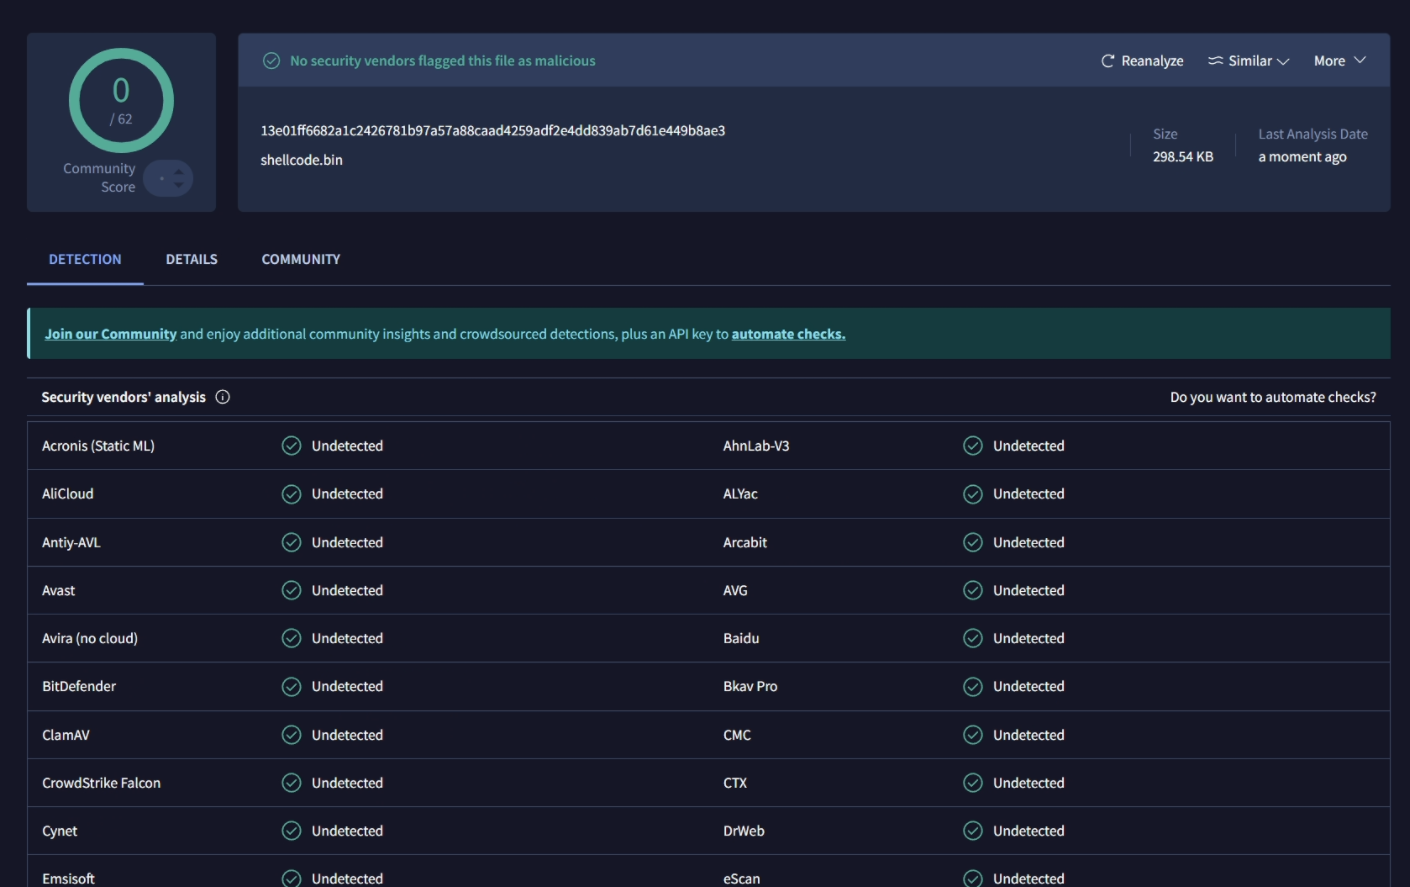 0
/ 62
Community
Score
No security vendors flagged this file as malicious
Reanalyze
Similar
More
13e01ff6682a1c2426781b97a57a88caad4259adf2e4dd839ab7d61e449b8ae3
shellcode.bin
Size
298.54 KB
Last Analysis Date
a moment ago
DETECTION DETAILS COMMUNITY
Join our Community and enjoy additional community insights and crowdsourced detections, plus an API key to automate checks.
Security vendors' analysis
Do you want to automate checks?
Acronis (Static ML) Undetected AhnLab-V3 Undetected
AliCloud Undetected ALYac Undetected
Antiy-AVL Undetected Arcabit Undetected
Avast Undetected AVG Undetected
Avira (no cloud) Undetected Baidu Undetected
BitDefender Undetected Bkav Pro Undetected
ClamAV Undetected CMC Undetected
CrowdStrike Falcon Undetected CTX Undetected
Cynet Undetected DrWeb Undetected
Emsisoft Undetected eScan Undetected